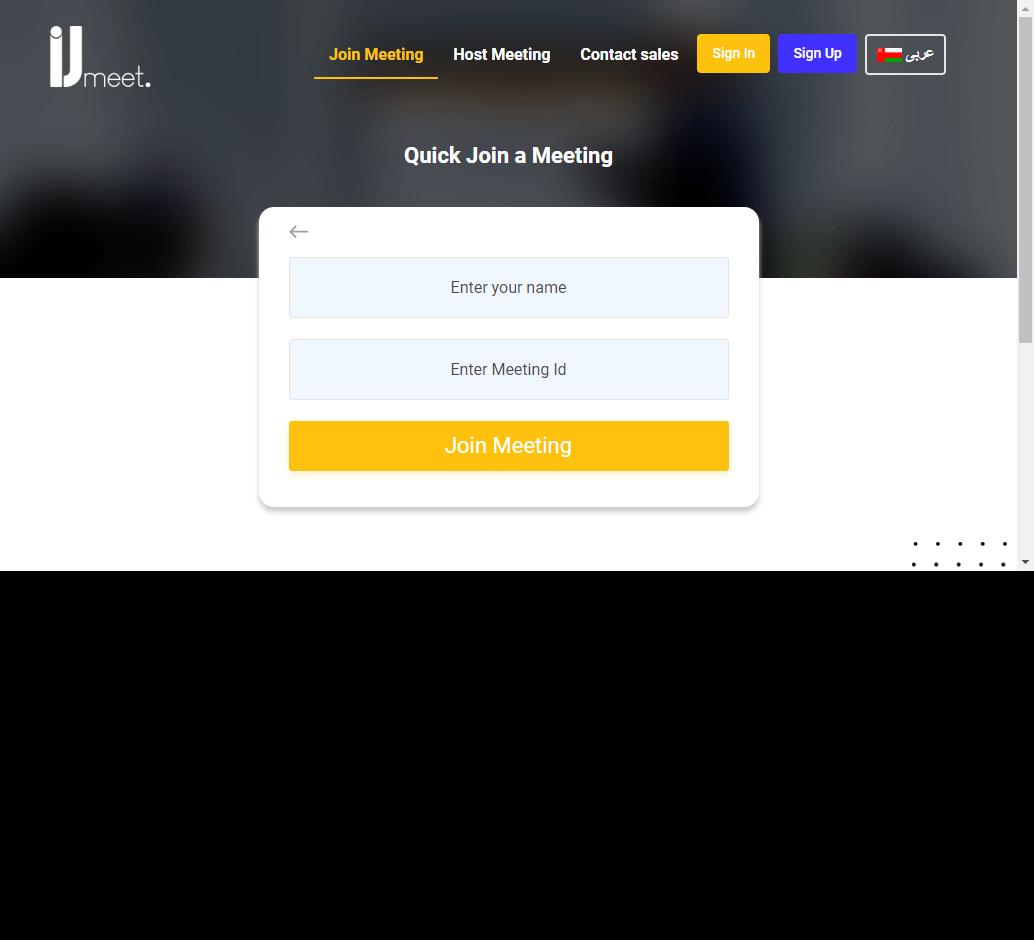 iJmeet.
Join Meeting
Host Meeting
Contact sales
Sign In
Sign Up
عربى
Quick Join a Meeting
Enter your name
Enter Meeting Id
Join Meeting